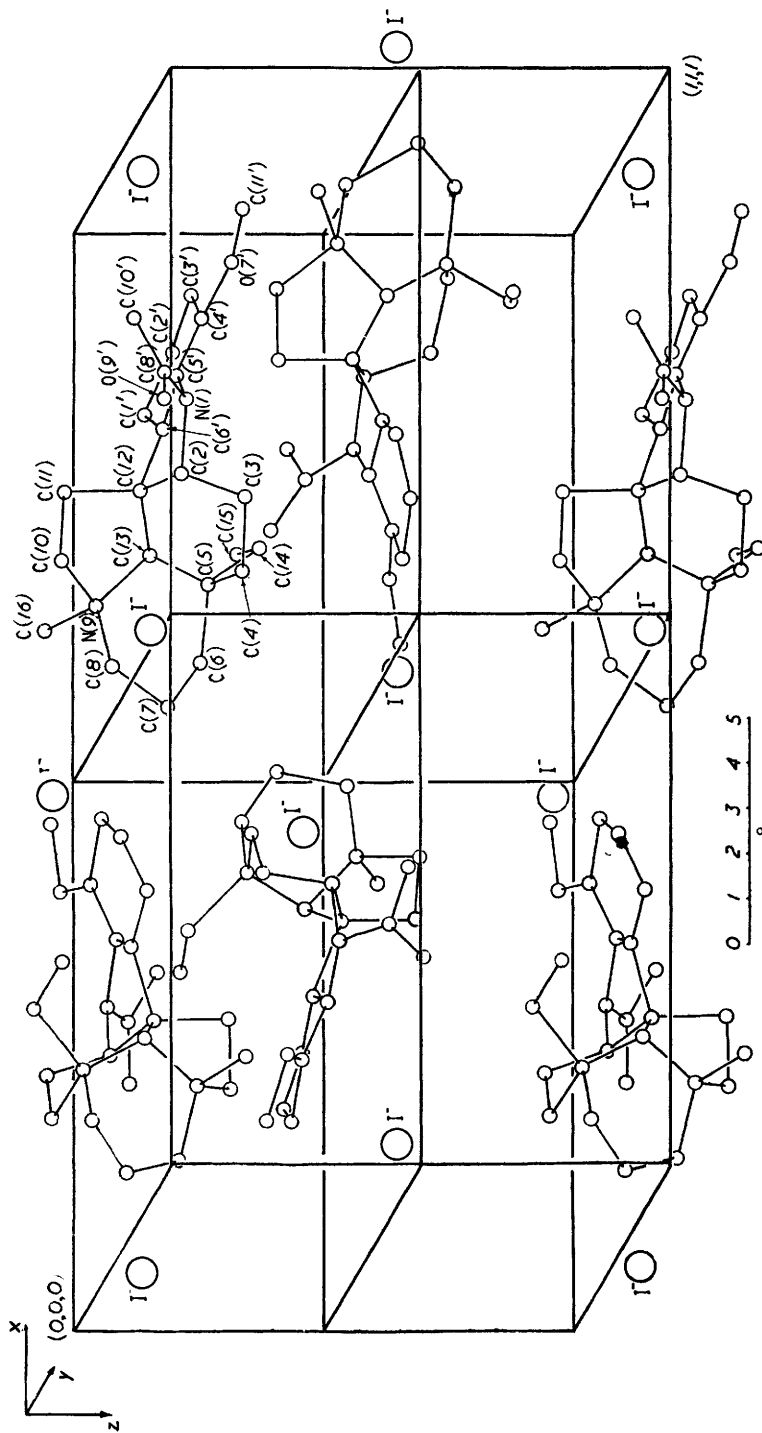 x
y
z
(0,0,0)
I⁻
I⁻
I⁻
I⁻
I⁻
I⁻
I⁻
I⁻
I⁻
I⁻
I⁻
I⁻
C(16)
N(9)
C(8)
C(7)
C(10)
C(11)
C(13)
C(12)
C(6)
C(5)
C(4)
C(15)
C(14)
C(3)
C(2)
C(6')
N(1)
C(1')
O(9')
C(8')
C(5')
C(2')
C(10')
C(3')
C(4')
O(7')
C(11')
(1,1,1)
0 1 2 3 4 5